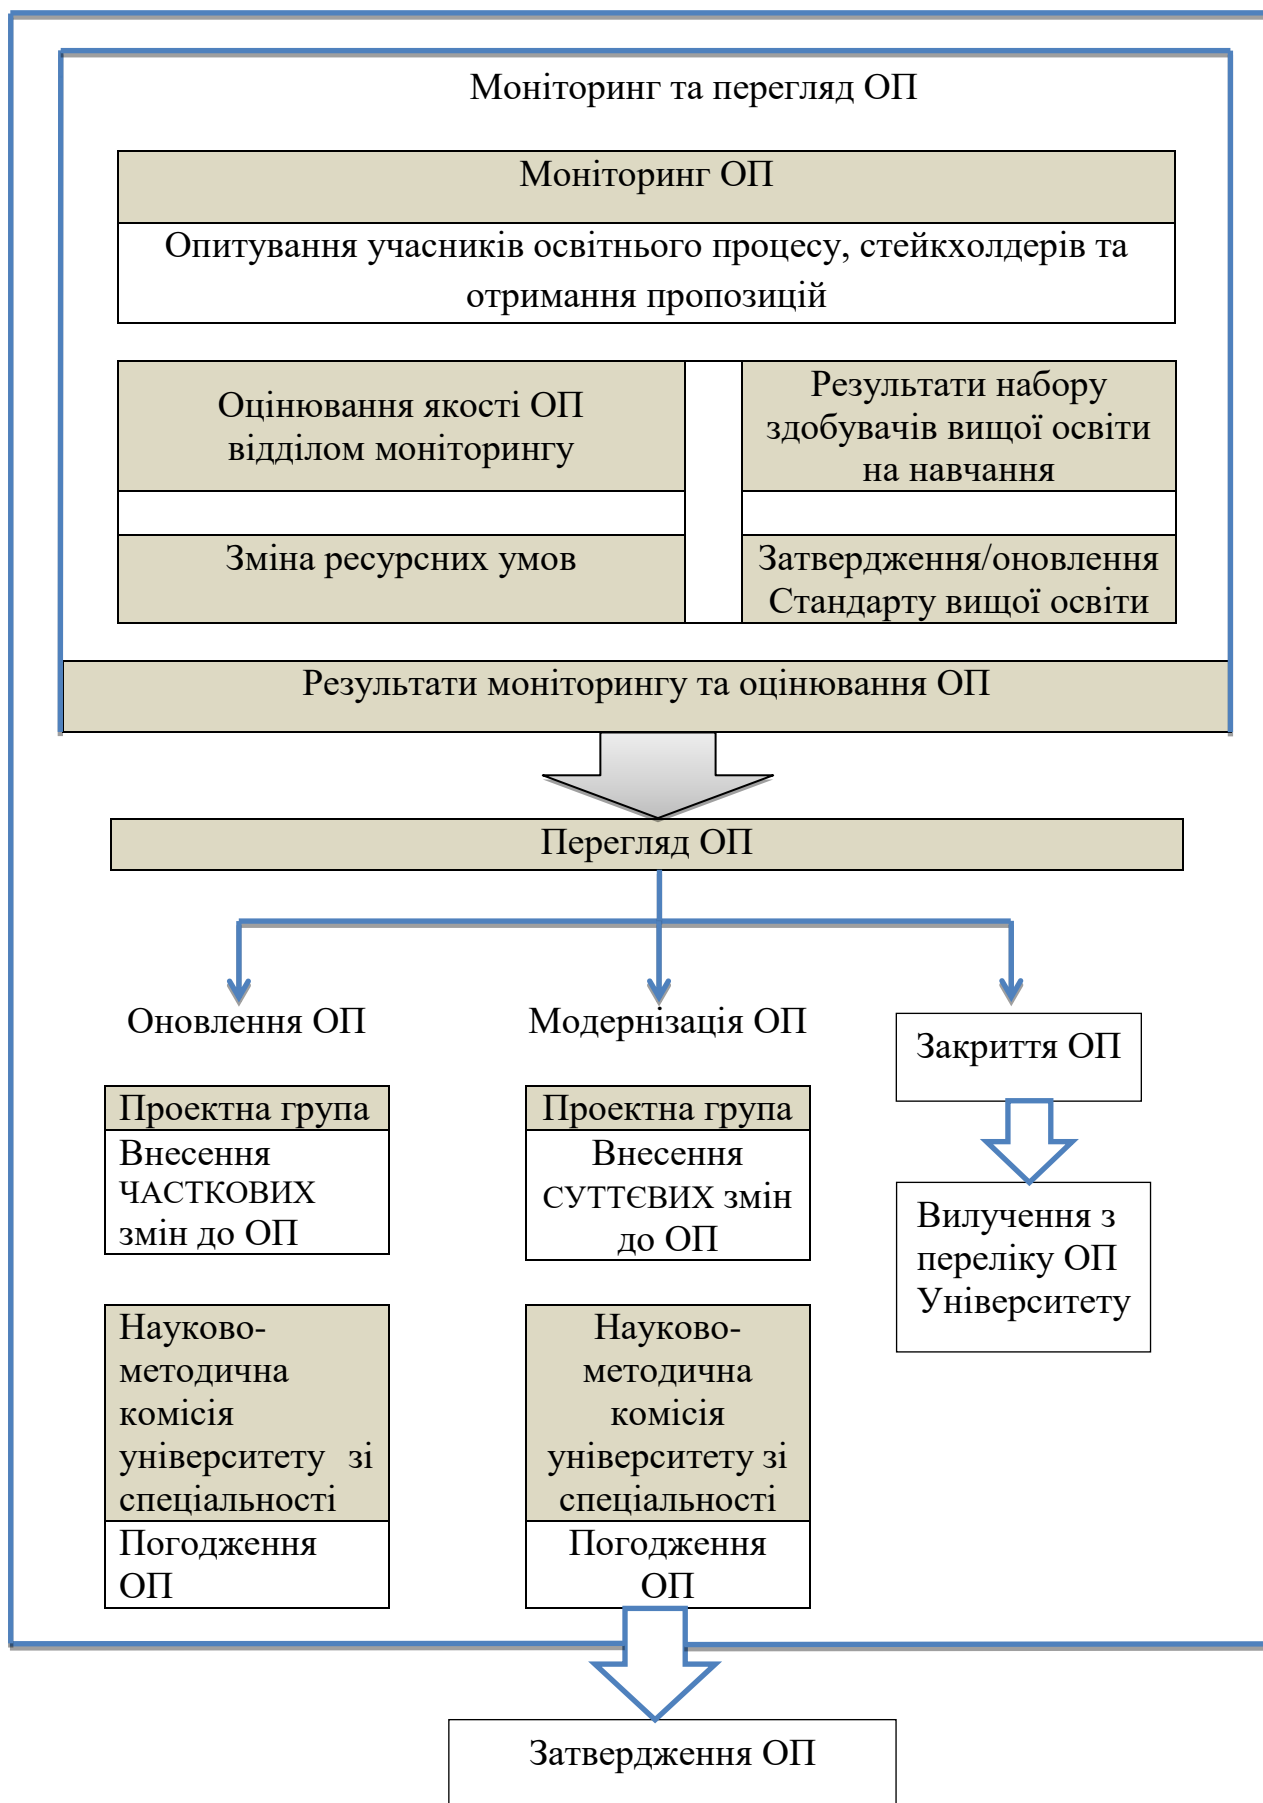 Моніторинг та перегляд ОП
Моніторинг ОП
Опитування учасників освітнього процесу, стейкхолдерів та
отримання пропозицій
Оцінювання якості ОП
відділом моніторингу
Результати набору
здобувачів вищої освіти
на навчання
Зміна ресурсних умов
Затвердження/оновлення
Стандарту вищої освіти
Результати моніторингу та оцінювання ОП
Перегляд ОП
Оновлення ОП
Модернізація ОП
Закриття ОП
Проектна група
Внесення
ЧАСТКОВИХ
змін до ОП
Проектна група
Внесення
СУТТЄВИХ змін
до ОП
Вилучення з
переліку ОП
Університету
Науково-
методична
комісія
університету зі
спеціальності
Погодження
ОП
Науково-
методична
комісія
університету зі
спеціальності
Погодження
ОП
Затвердження ОП